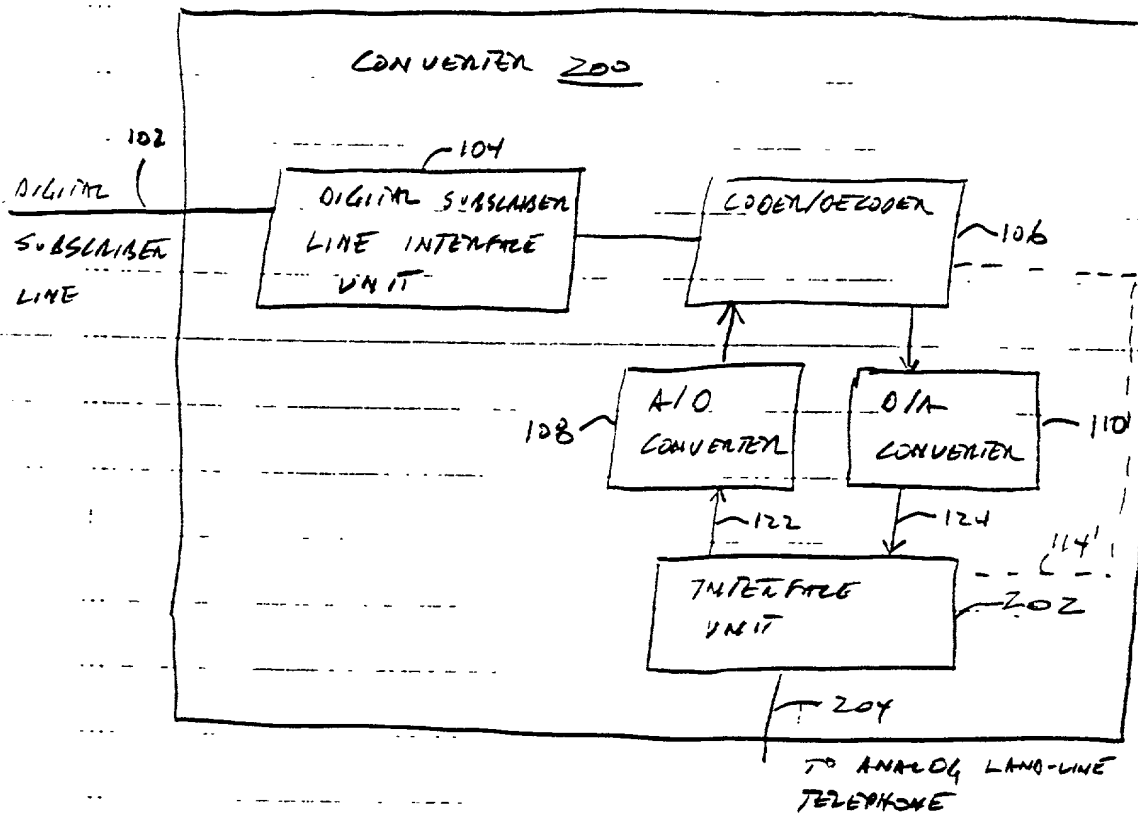 CONVERTER 200
102
DIGITAL
SUBSCRIBER
LINE
104
DIGITAL SUBSCRIBER
LINE INTERFACE
UNIT
CODER/DECODER
106
108
A/D
CONVERTER
D/A
CONVERTER
110
122
124
114'
INTERFACE
UNIT
202
204
TO ANALOG LAND-LINE
TELEPHONE